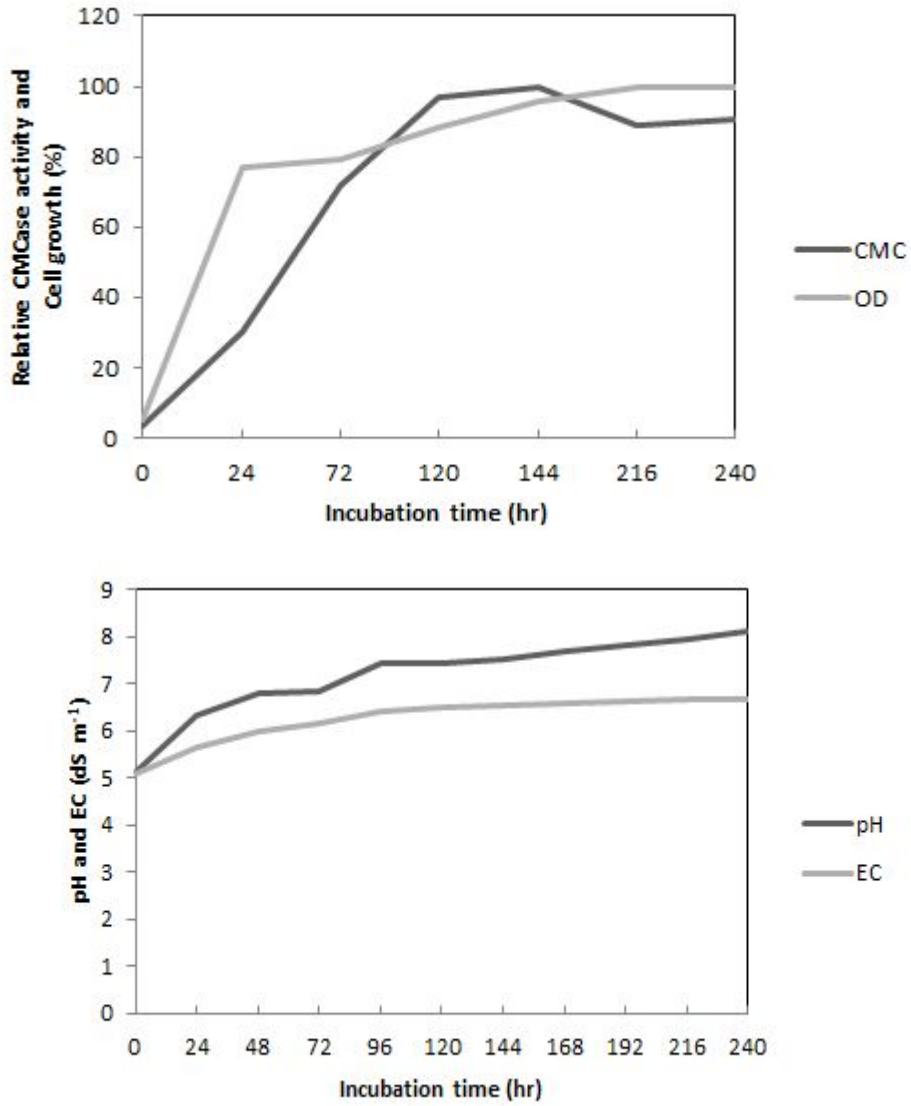 120
100
80
60
40
20
0
Relative CMCase activity and
Cell growth (%)
0 24 72 120 144 216 240
Incubation time (hr)
CMC
OD
9
8
7
6
5
4
3
2
1
0
pH and EC (dS m⁻¹)
0 24 48 72 96 120 144 168 192 216 240
Incubation time (hr)
pH
EC